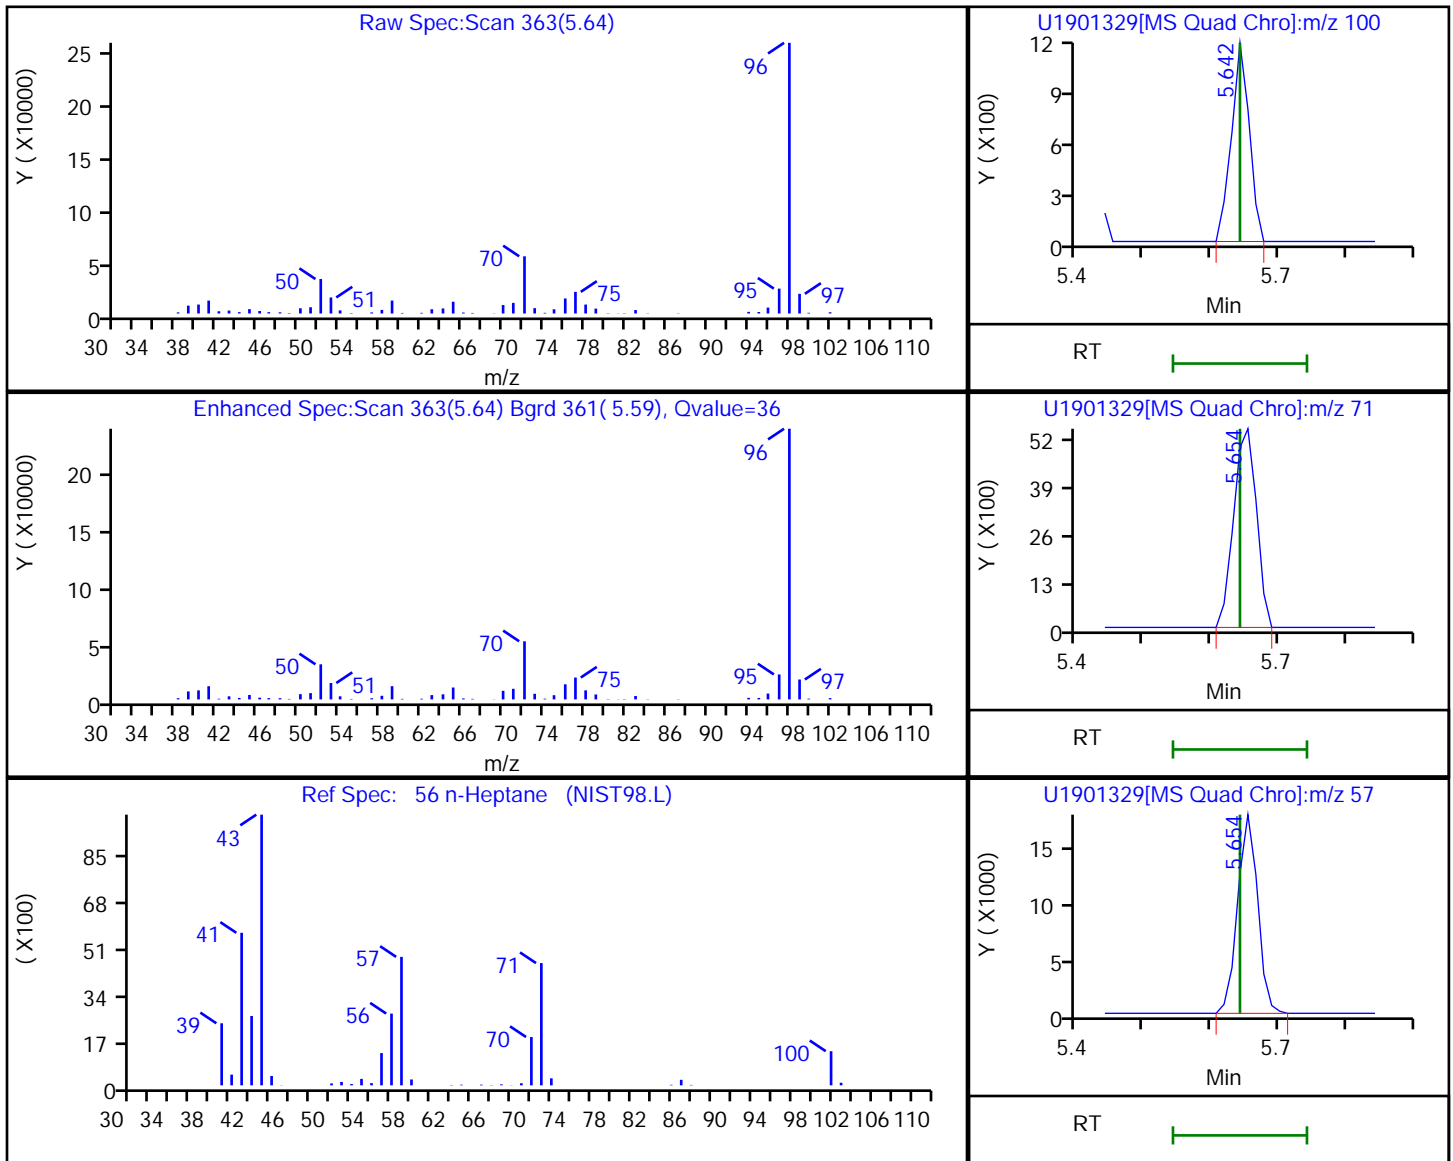 Raw Spec:Scan 363(5.64)
Y ( X10000)
25
20
15
10
5
0
96
70
50
51
75
95
97
30 34 38 42 46 50 54 58 62 66 70 74 78 82 86 90 94 98 102 106 110
m/z
U1901329[MS Quad Chro]:m/z 100
Y ( X100)
12
9
6
3
0
5.642
5.4 5.7
Min
RT
Enhanced Spec:Scan 363(5.64) Bgrd 361( 5.59), Qvalue=36
Y ( X10000)
20
15
10
5
0
96
70
50
51
75
95
97
30 34 38 42 46 50 54 58 62 66 70 74 78 82 86 90 94 98 102 106 110
m/z
U1901329[MS Quad Chro]:m/z 71
Y ( X100)
52
39
26
13
0
5.654
5.4 5.7
Min
RT
Ref Spec: 56 n-Heptane (NIST98.L)
( X100)
85
68
51
34
17
0
43
41
39
57
56
71
70
100
30 34 38 42 46 50 54 58 62 66 70 74 78 82 86 90 94 98 102 106 110
U1901329[MS Quad Chro]:m/z 57
Y ( X1000)
15
10
5
0
5.654
5.4 5.7
Min
RT